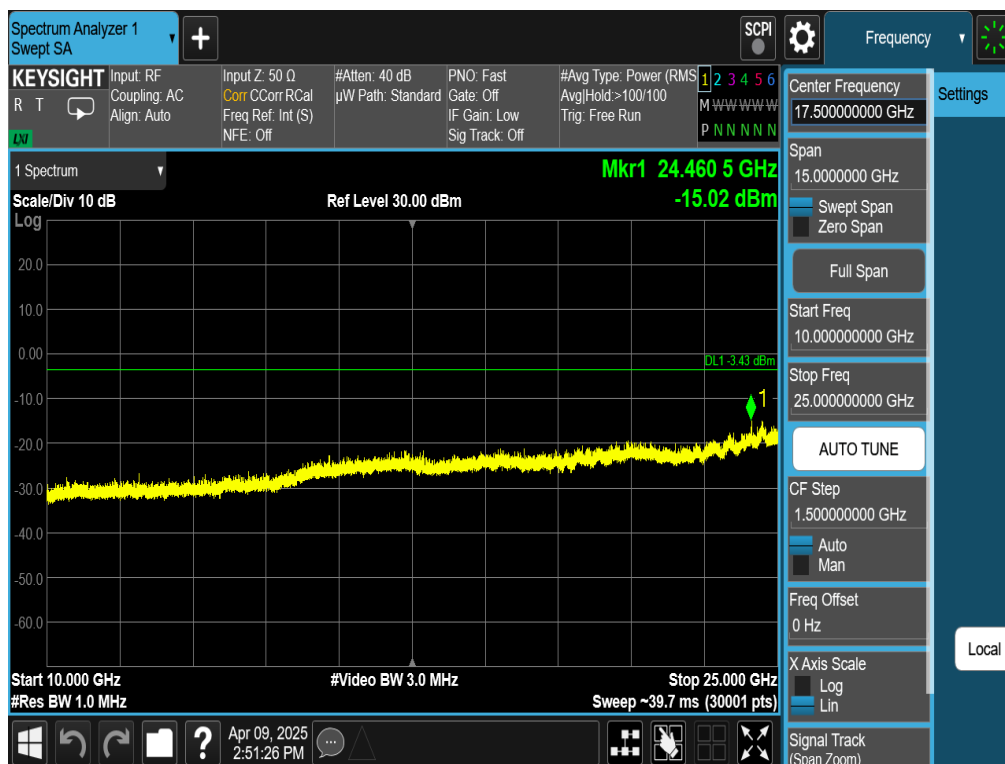 Spectrum Analyzer 1
Swept SA
+
SCPI
Frequency
KEYSIGHT
R T
LXI
Input: RF
Coupling: AC
Align: Auto
Input Z: 50 Ω
Corr CCorr RCal
Freq Ref: Int (S)
NFE: Off
#Atten: 40 dB
µW Path: Standard
PNO: Fast
Gate: Off
IF Gain: Low
Sig Track: Off
#Avg Type: Power (RMS
Avg|Hold:>100/100
Trig: Free Run
1 2 3 4 5 6
M W W W W W
P N N N N N
1 Spectrum
Mkr1 24.460 5 GHz
-15.02 dBm
Scale/Div 10 dB
Ref Level 30.00 dBm
Log
20.0
10.0
0.00
-10.0
-20.0
-30.0
-40.0
-50.0
-60.0
DL1 -3.43 dBm
1
Start 10.000 GHz
#Video BW 3.0 MHz
Stop 25.000 GHz
#Res BW 1.0 MHz
Sweep ~39.7 ms (30001 pts)
Center Frequency
17.500000000 GHz
Settings
Span
15.0000000 GHz
Swept Span
Zero Span
Full Span
Start Freq
10.000000000 GHz
Stop Freq
25.000000000 GHz
AUTO TUNE
CF Step
1.500000000 GHz
Auto
Man
Freq Offset
0 Hz
Local
X Axis Scale
Log
Lin
Signal Track
(Span Zoom)
?
Apr 09, 2025
2:51:26 PM